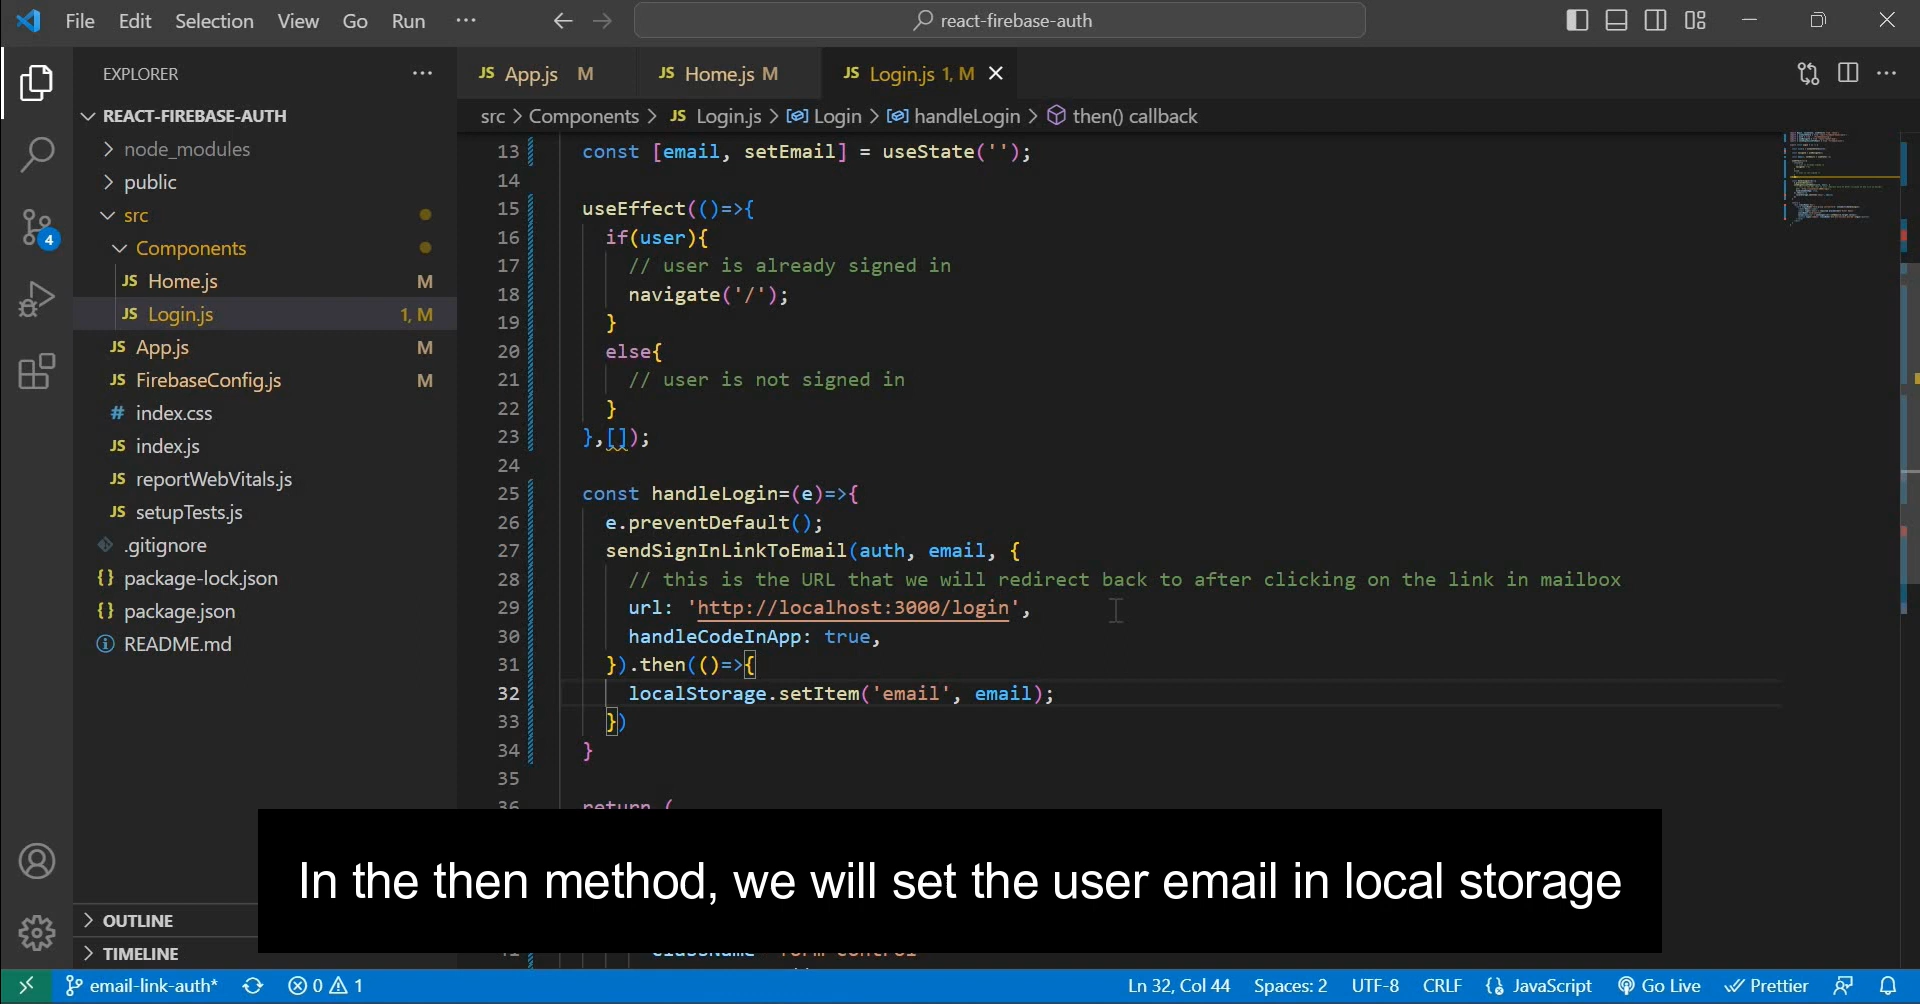 File Edit Selection View Go Run ··· react-firebase-auth
EXPLORER ···
REACT-FIREBASE-AUTH
node_modules
public
src
Components
JS Home.js M
JS Login.js 1, M
JS App.js M
JS FirebaseConfig.js M
# index.css
JS index.js
JS reportWebVitals.js
JS setupTests.js
.gitignore
{} package-lock.json
{} package.json
README.md
OUTLINE
TIMELINE
4
JS App.js M JS Home.js M JS Login.js 1, M
src > Components > JS Login.js > Login > handleLogin > then() callback
13 const [email, setEmail] = useState('');
14
15 useEffect(()=>{
16 if(user){
17 // user is already signed in
18 navigate('/');
19 }
20 else{
21 // user is not signed in
22 }
23 },[]);
24
25 const handleLogin=(e)=>{
26 e.preventDefault();
27 sendSignInLinkToEmail(auth, email, {
28 // this is the URL that we will redirect back to after clicking on the link in mailbox
29 url: 'http://localhost:3000/login',
30 handleCodeInApp: true,
31 }).then(()=>{
32 localStorage.setItem('email', email);
33 })
34 }
35
36 return (
In the then method, we will set the user email in local storage
email-link-auth* 0 1 Ln 32, Col 44 Spaces: 2 UTF-8 CRLF {} JavaScript Go Live Prettier